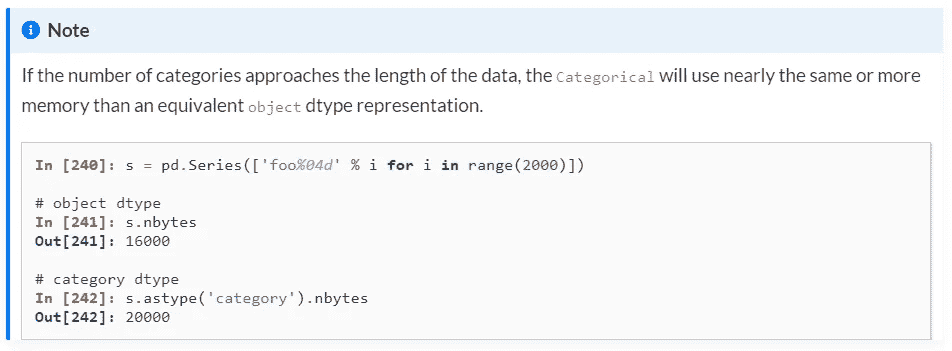 Note
If the number of categories approaches the length of the data, the Categorical will use nearly the same or more
memory than an equivalent object dtype representation.
In [240]: s = pd.Series(['foo%04d' % i for i in range(2000)])
# object dtype
In [241]: s.nbytes
Out[241]: 16000
# category dtype
In [242]: s.astype('category').nbytes
Out[242]: 20000